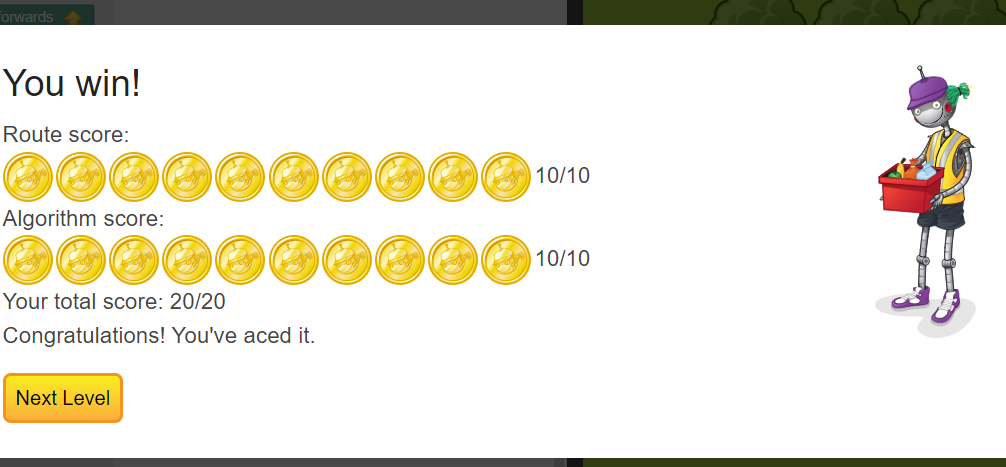 forwards
You win!
Route score:
10/10
Algorithm score:
10/10
Your total score: 20/20
Congratulations! You've aced it.
Next Level